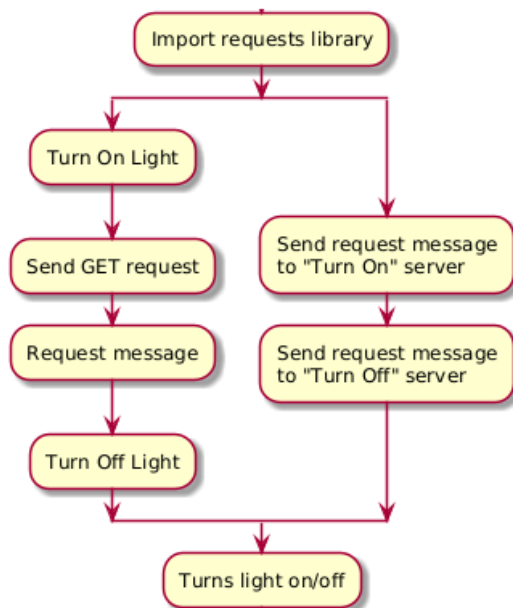 Import requests library
Turn On Light
Send GET request
Request message
Turn Off Light
Send request message
to "Turn On" server
Send request message
to "Turn Off" server
Turns light on/off